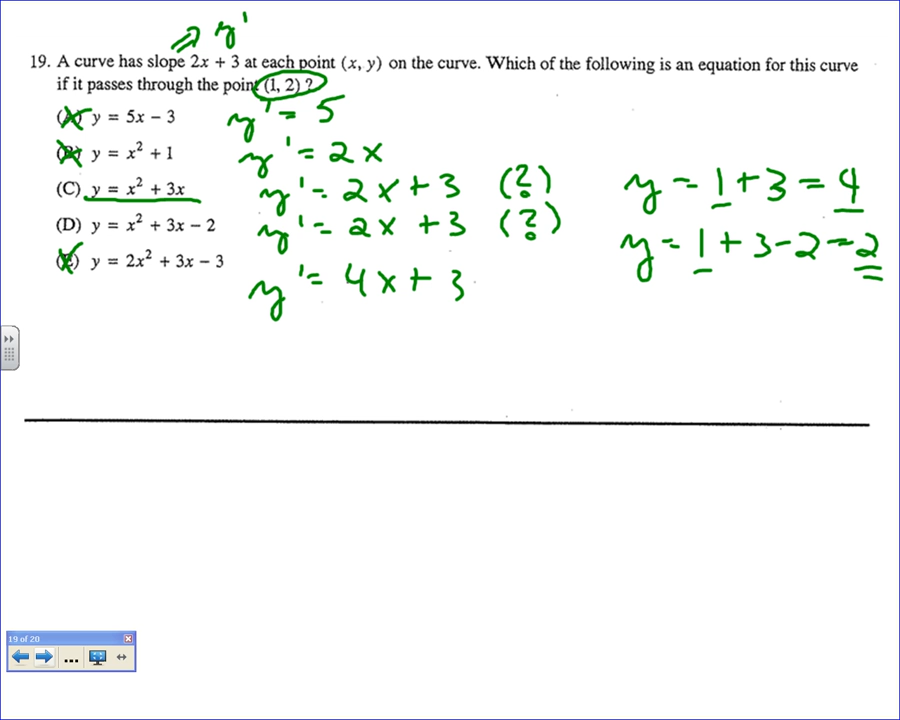 ⇒ y'
19. A curve has slope 2x + 3 at each point (x, y) on the curve. Which of the following is an equation for this curve
if it passes through the point (1, 2) ?
(A) y = 5x − 3 y' = 5
(B) y = x² + 1 y' = 2x
(C) y = x² + 3x y' = 2x + 3 (?) y = 1 + 3 = 4
(D) y = x² + 3x − 2 y' = 2x + 3 (?) y = 1 + 3 − 2 = 2
(E) y = 2x² + 3x − 3 y' = 4x + 3
19 of 20
...